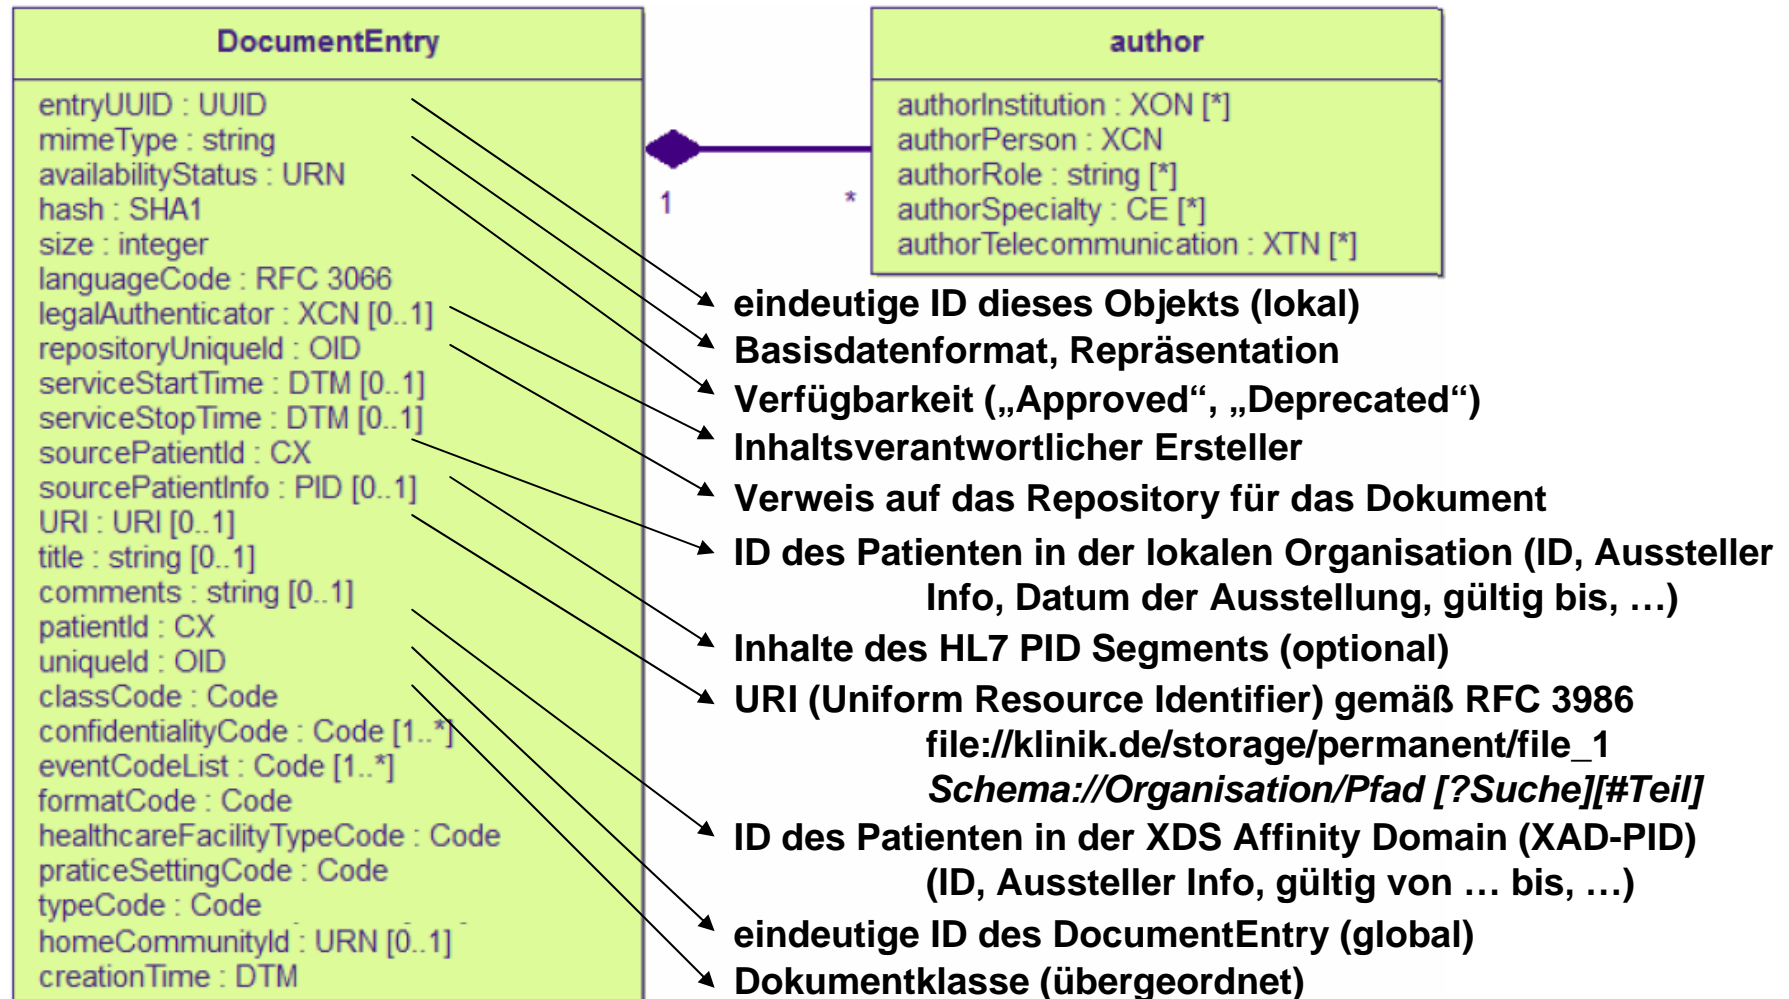 DocumentEntry
entryUUID : UUID
mimeType : string
availabilityStatus : URN
hash : SHA1
size : integer
languageCode : RFC 3066
legalAuthenticator : XCN [0..1]
repositoryUniqueId : OID
serviceStartTime : DTM [0..1]
serviceStopTime : DTM [0..1]
sourcePatientId : CX
sourcePatientInfo : PID [0..1]
URI : URI [0..1]
title : string [0..1]
comments : string [0..1]
patientId : CX
uniqueId : OID
classCode : Code
confidentialityCode : Code [1..*]
eventCodeList : Code [1..*]
formatCode : Code
healthcareFacilityTypeCode : Code
praticeSettingCode : Code
typeCode : Code
homeCommunityId : URN [0..1]
creationTime : DTM
1
*
author
authorInstitution : XON [*]
authorPerson : XCN
authorRole : string [*]
authorSpecialty : CE [*]
authorTelecommunication : XTN [*]
eindeutige ID dieses Objekts (lokal)
Basisdatenformat, Repräsentation
Verfügbarkeit („Approved“, „Deprecated“)
Inhaltsverantwortlicher Ersteller
Verweis auf das Repository für das Dokument
ID des Patienten in der lokalen Organisation (ID, Aussteller
Info, Datum der Ausstellung, gültig bis, …)
Inhalte des HL7 PID Segments (optional)
URI (Uniform Resource Identifier) gemäß RFC 3986
file://klinik.de/storage/permanent/file_1
Schema://Organisation/Pfad [?Suche][#Teil]
ID des Patienten in der XDS Affinity Domain (XAD-PID)
(ID, Aussteller Info, gültig von … bis, …)
eindeutige ID des DocumentEntry (global)
Dokumentklasse (übergeordnet)